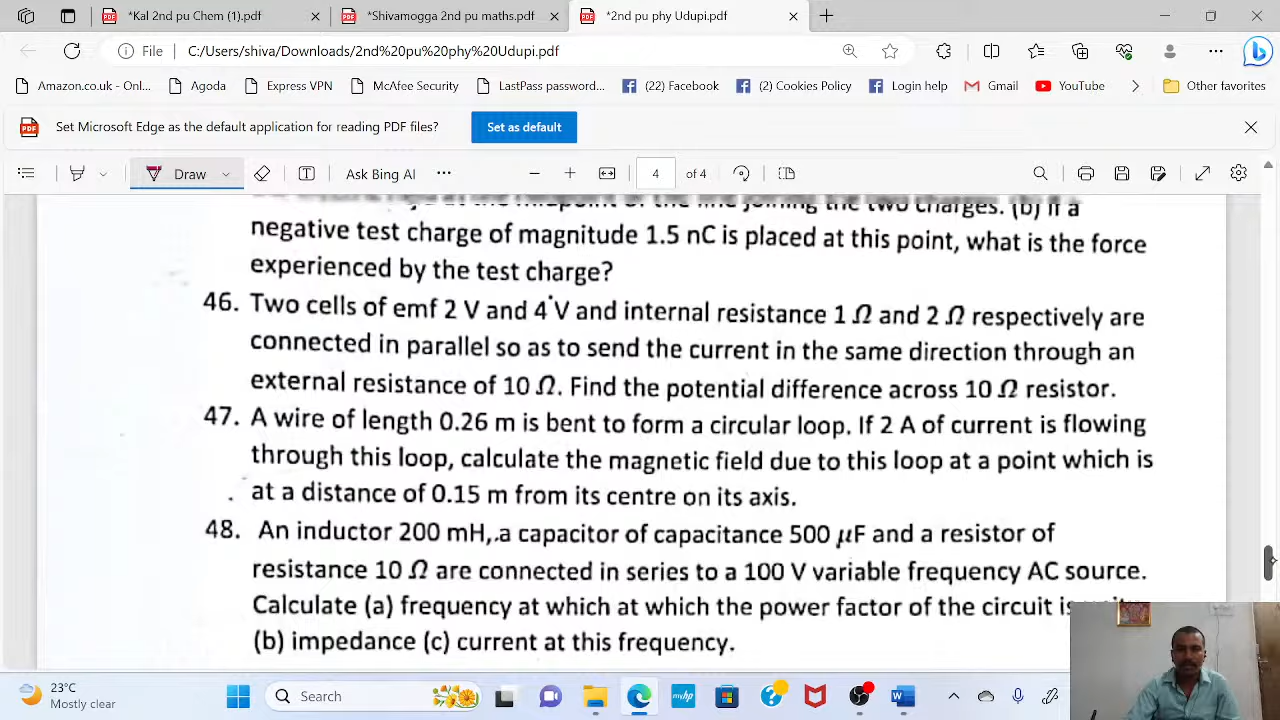 *Kal 2nd pu Chem (1).pdf
*Shivamogga 2nd pu maths.pdf
*2nd pu phy Udupi.pdf
File C:/Users/shiva/Downloads/2nd%20pu%20phy%20Udupi.pdf
Amazon.co.uk - Onl...
Agoda
Express VPN
McAfee Security
LastPass password...
(22) Facebook
(2) Cookies Policy
Login help
Gmail
YouTube
Other favorites
Set Microsoft Edge as the default application for reading PDF files? Set as default
Draw
Ask Bing AI
4 of 4
at the midpoint of the line joining the two charges. (b) If a
negative test charge of magnitude 1.5 nC is placed at this point, what is the force
experienced by the test charge?
46. Two cells of emf 2 V and 4 V and internal resistance 1 Ω and 2 Ω respectively are
connected in parallel so as to send the current in the same direction through an
external resistance of 10 Ω. Find the potential difference across 10 Ω resistor.
47. A wire of length 0.26 m is bent to form a circular loop. If 2 A of current is flowing
through this loop, calculate the magnetic field due to this loop at a point which is
at a distance of 0.15 m from its centre on its axis.
48. An inductor 200 mH, a capacitor of capacitance 500 μF and a resistor of
resistance 10 Ω are connected in series to a 100 V variable frequency AC source.
Calculate (a) frequency at which at which the power factor of the circuit is
(b) impedance (c) current at this frequency.
23°C
Mostly clear
Search